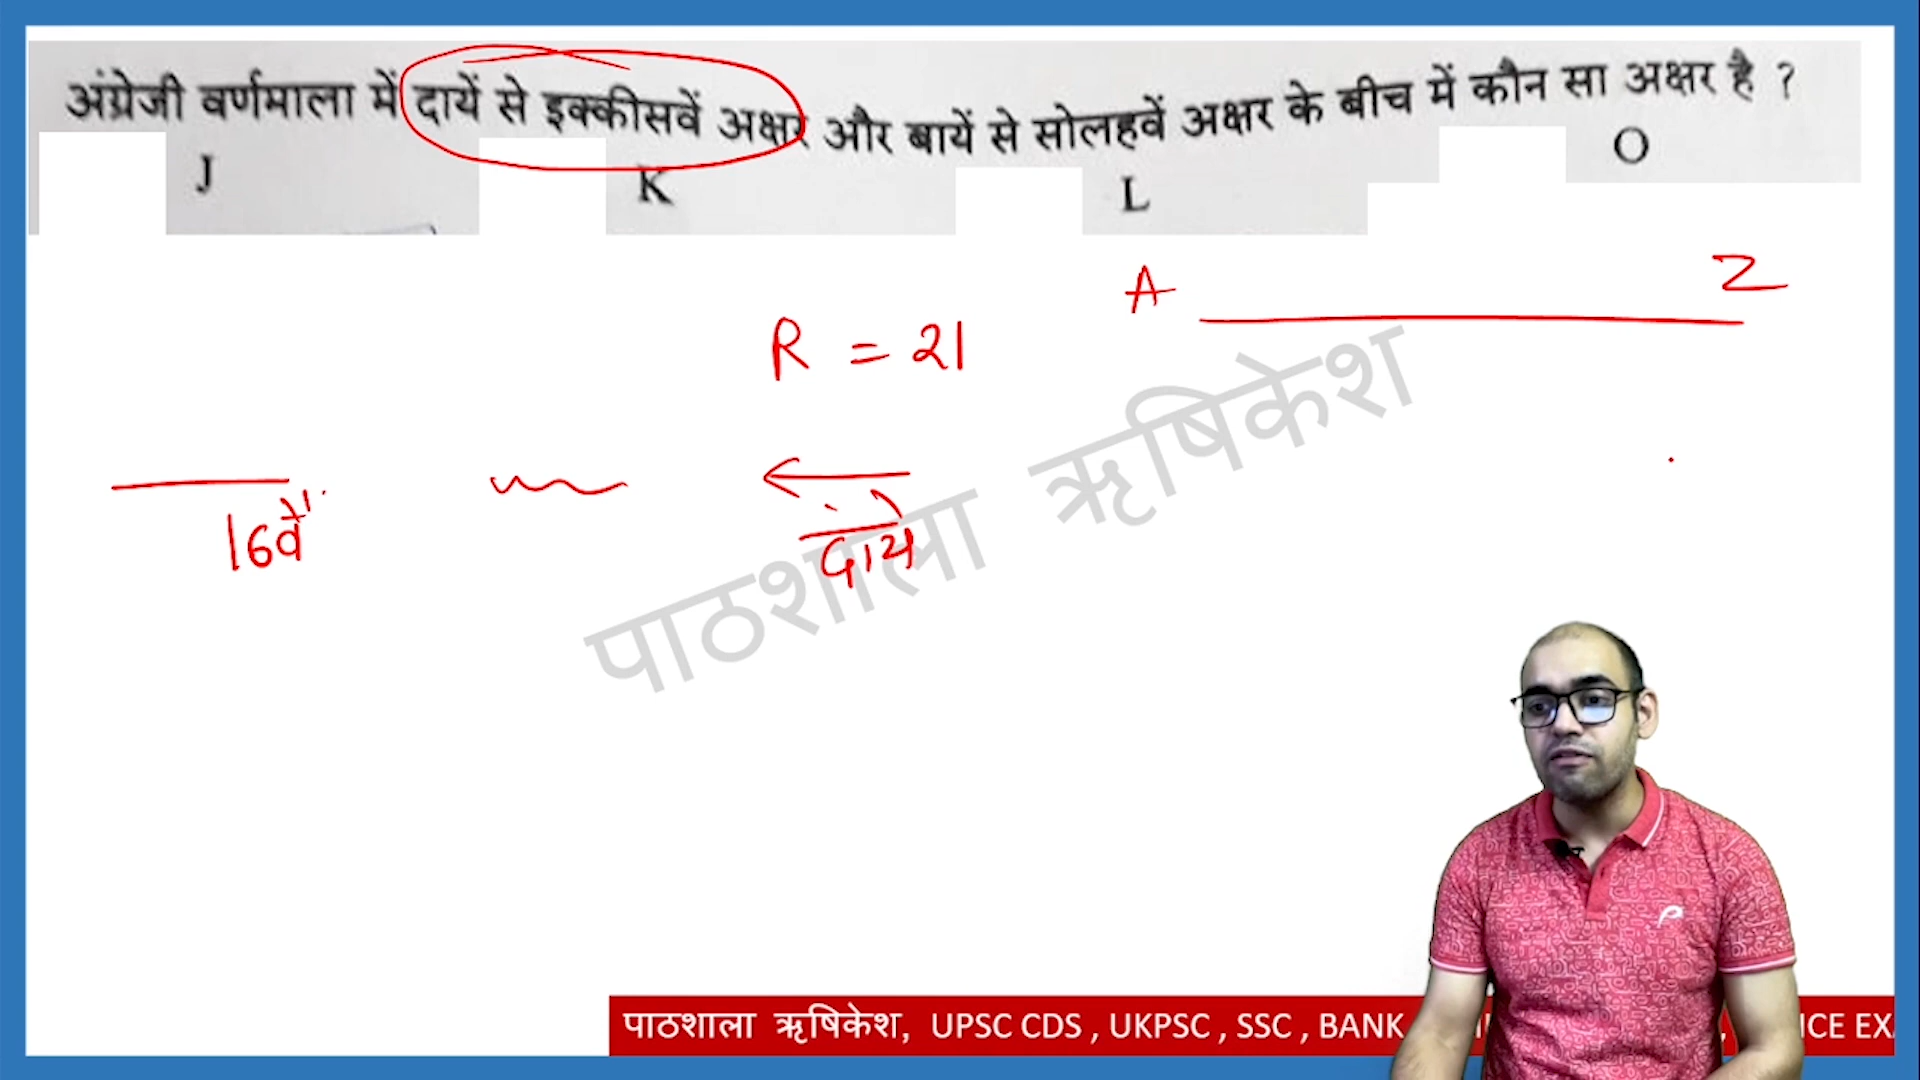 अंग्रेजी वर्णमाला में दायें से इक्कीसवें अक्षर और बायें से सोलहवें अक्षर के बीच में कौन सा अक्षर है ?
J K L O
A Z
R = 21
16वें दायें
पाठशाला ऋषिकेश
पाठशाला ऋषिकेश, UPSC CDS , UKPSC , SSC , BANK